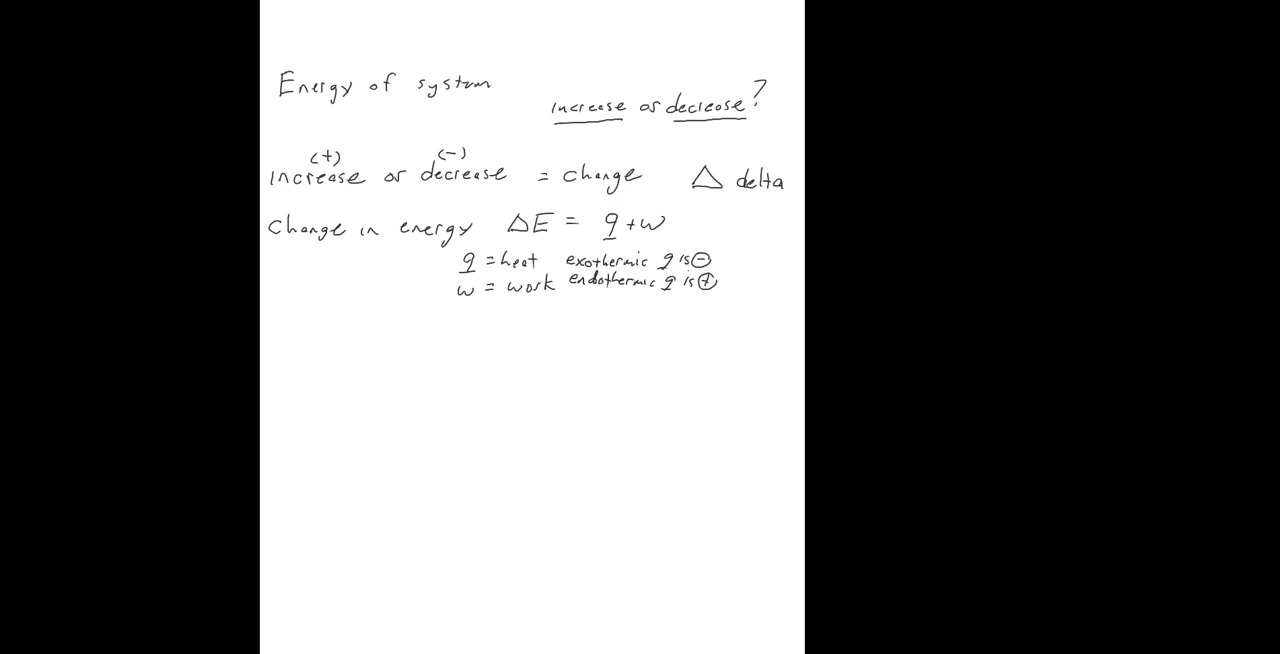 Energy of system
increase or decrease?
(+) (-)
increase or decrease = change △ delta
Change in energy △E = q + w
q = heat exothermic q is ⊖
w = work endothermic q is ⊕